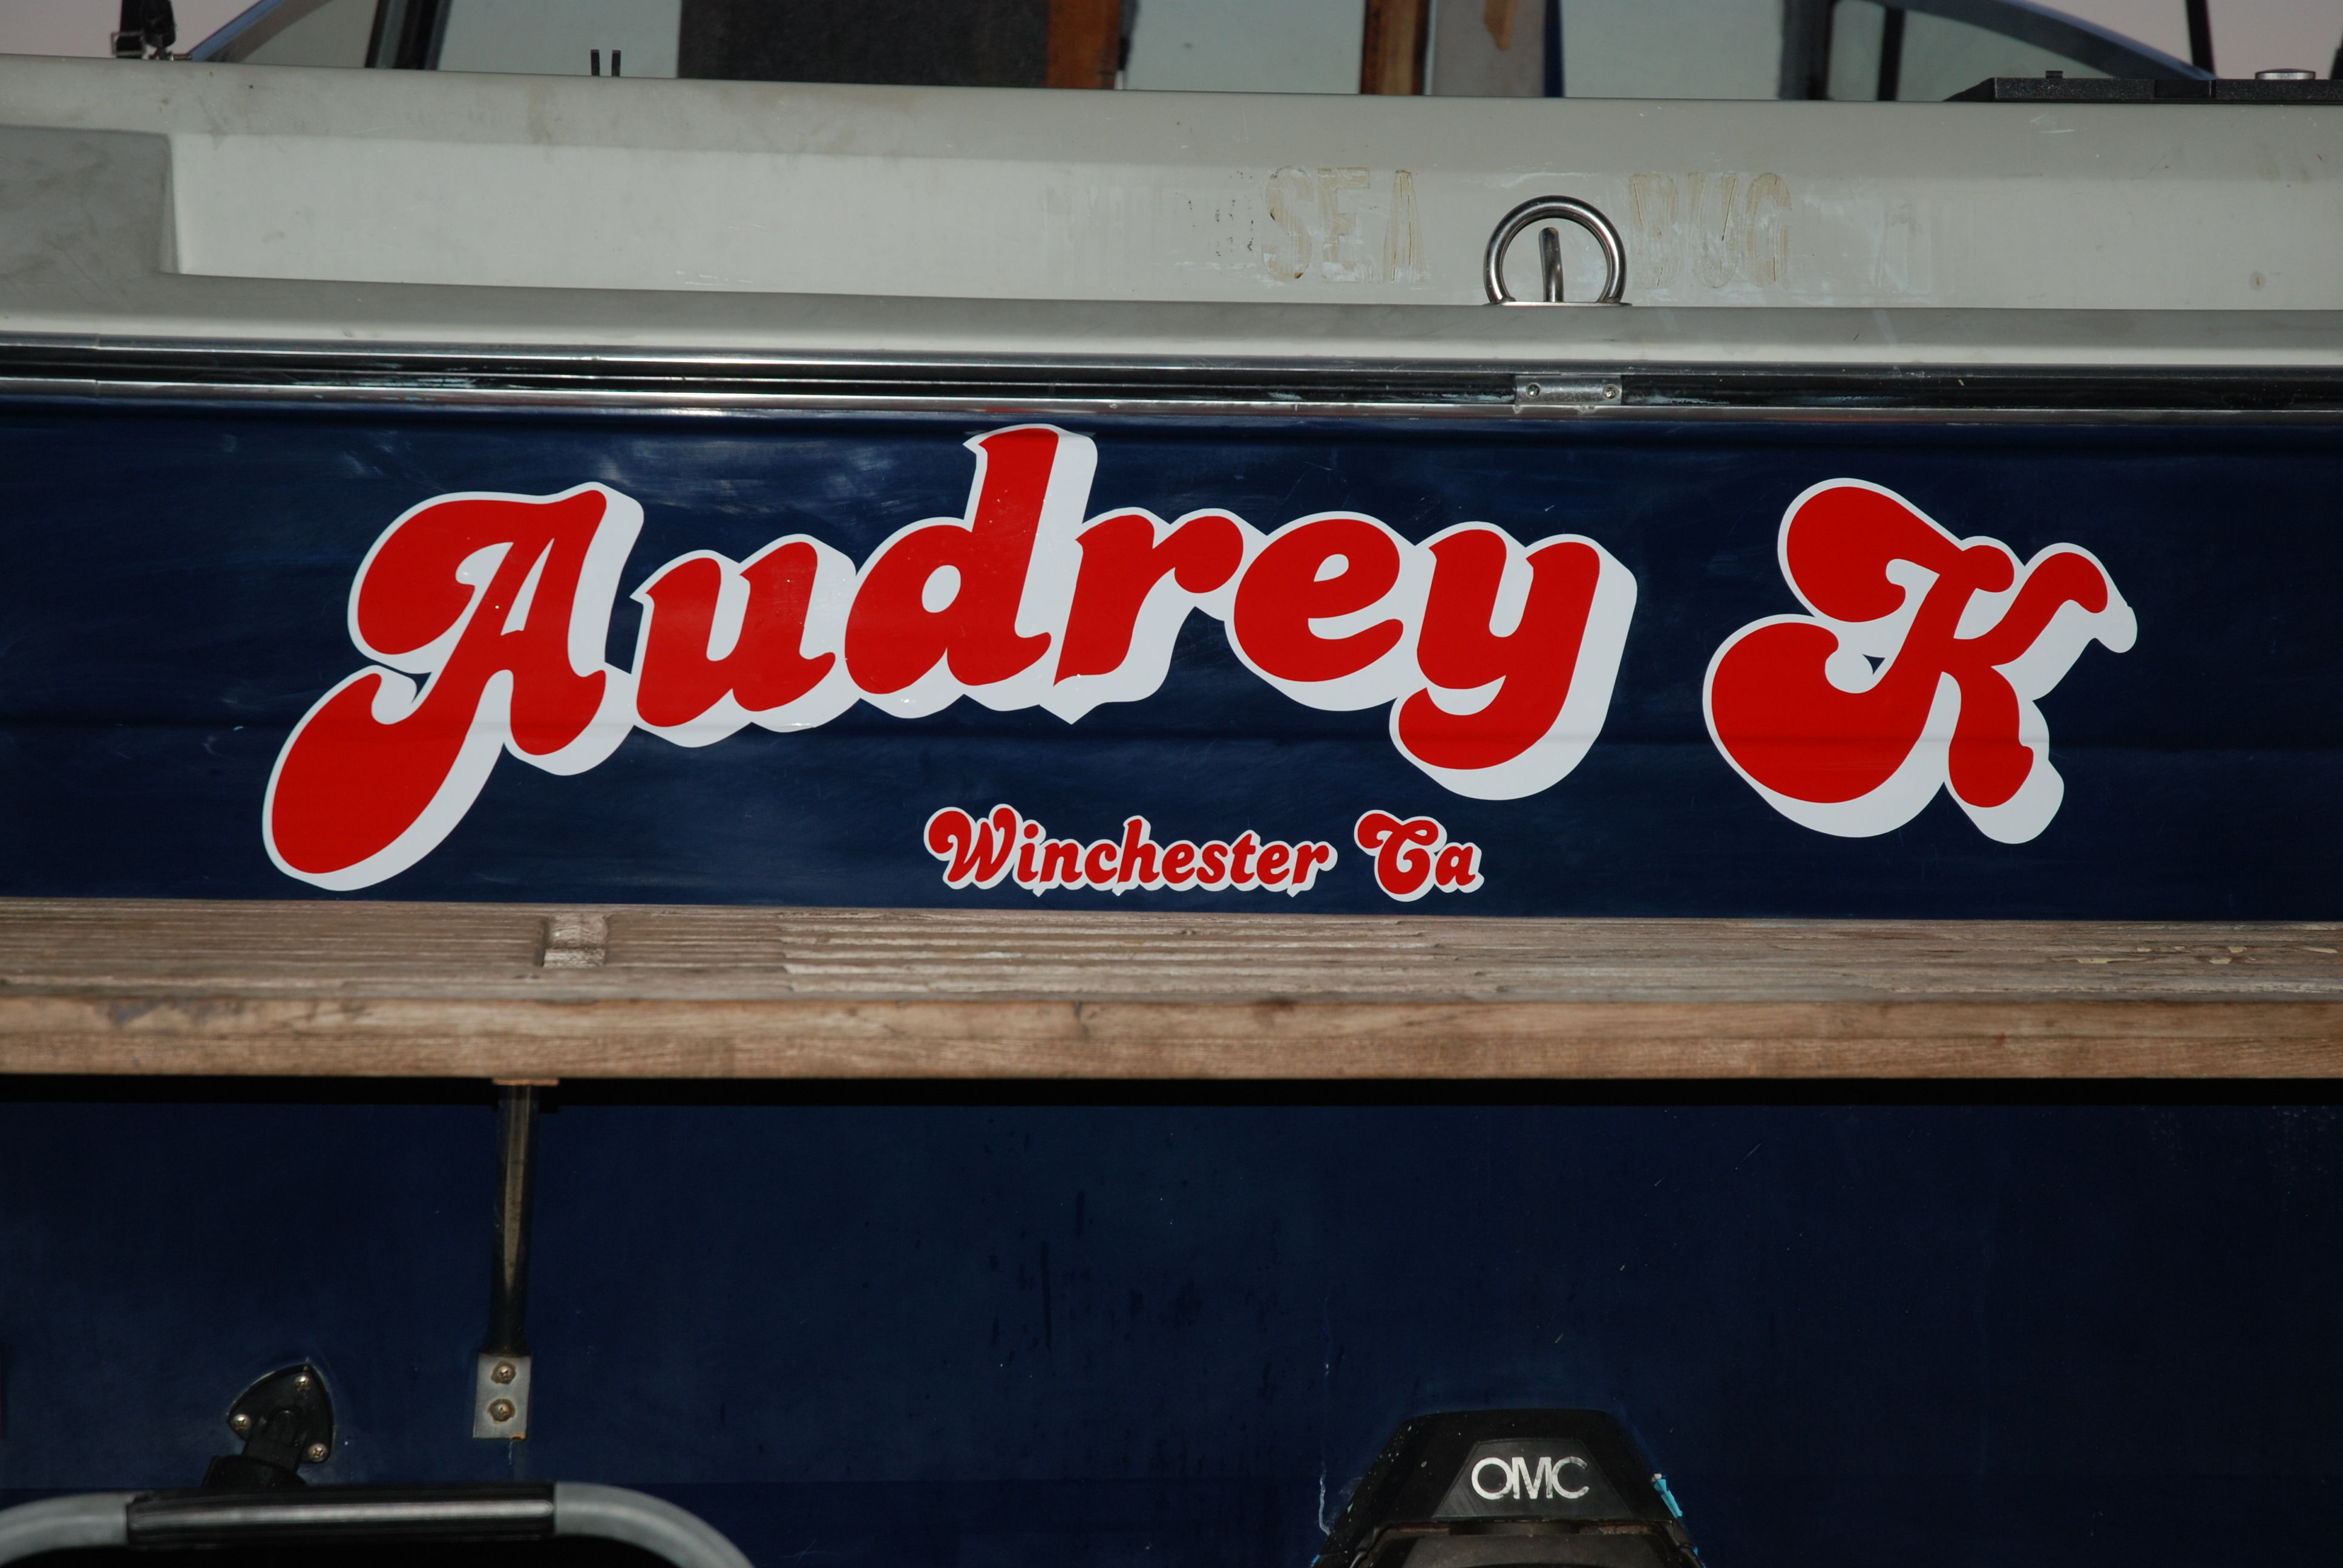 SEA BUG
Audrey K
Winchester Ca
OMC